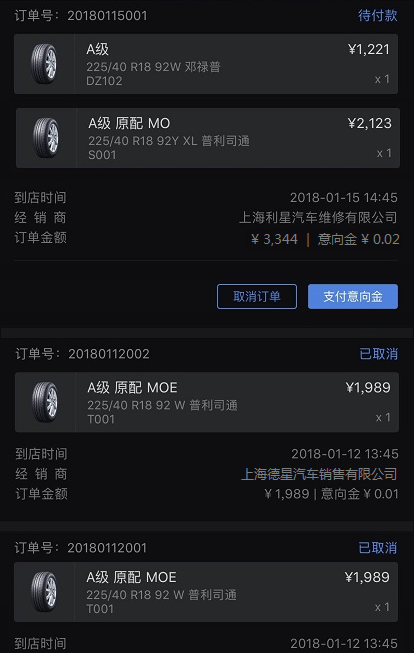 订单号：20180115001 待付款
A级 ¥1,221
225/40 R18 92W 邓禄普
DZ102 x 1
A级 原配 MO ¥2,123
225/40 R18 92Y XL 普利司通
S001 x 1
到店时间 2018-01-15 14:45
经 销 商 上海利星汽车维修有限公司
订单金额 ¥ 3,344 | 意向金 ¥ 0.02
取消订单 支付意向金
订单号：20180112002 已取消
A级 原配 MOE ¥1,989
225/40 R18 92 W 普利司通
T001 x 1
到店时间 2018-01-12 13:45
经 销 商 上海德星汽车销售有限公司
订单金额 ¥ 1,989 | 意向金 ¥ 0.01
订单号：20180112001 已取消
A级 原配 MOE ¥1,989
225/40 R18 92 W 普利司通
T001 x 1
到店时间 2018-01-12 13:45